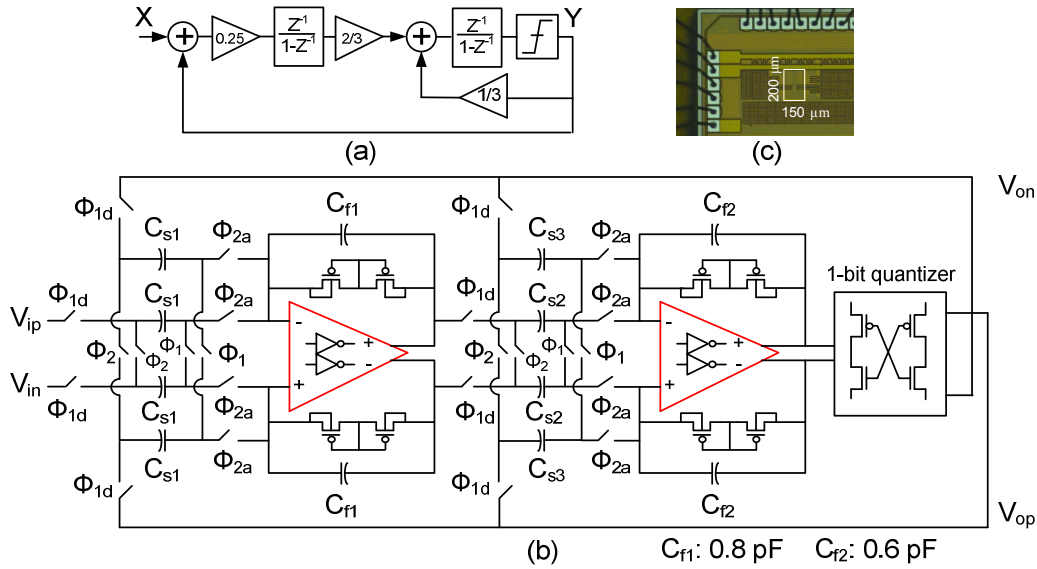 X
0.25
Z⁻¹
1-Z⁻¹
2/3
Z⁻¹
1-Z⁻¹
Y
1/3
(a)
200 μm
150 μm
(c)
Φ1d
Cs1
Φ2a
Cf1
Φ1d
Cs3
Φ2a
Cf2
Von
1-bit quantizer
Vip
Φ1d
Cs1
Φ2a
-
+
-
+
Φ1d
Cs2
Φ2a
-
+
-
+
Φ2
Φ2
Φ1
Φ1
Φ2
Φ2
Φ1
Φ1
Vin
Φ1d
Cs1
Φ2a
Φ1d
Cs2
Φ2a
Cs1
Φ2a
Cs3
Φ2a
Φ1d
Cf1
Φ1d
Cf2
Vop
(b)
Cf1: 0.8 pF
Cf2: 0.6 pF